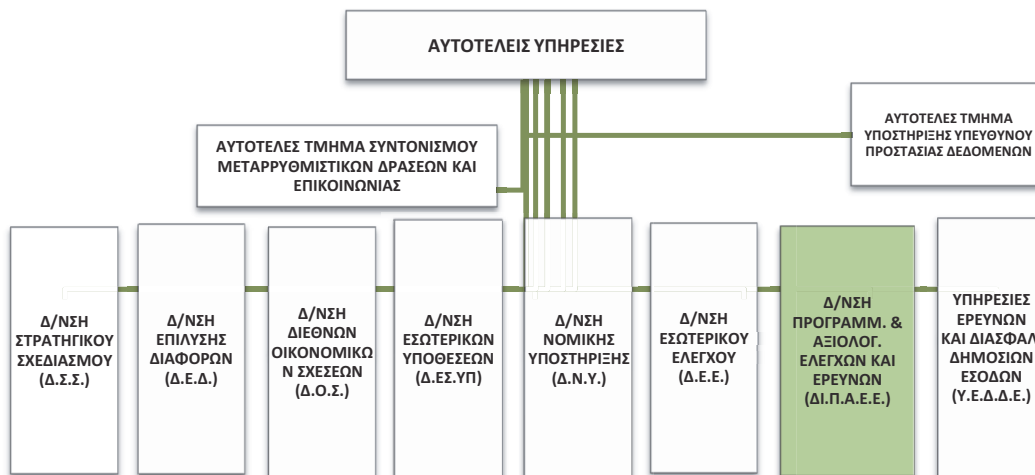 ΑΥΤΟΤΕΛΕΙΣ ΥΠΗΡΕΣΙΕΣ
ΑΥΤΟΤΕΛΕΣ ΤΜΗΜΑ ΣΥΝΤΟΝΙΣΜΟΥ
ΜΕΤΑΡΡΥΘΜΙΣΤΙΚΩΝ ΔΡΑΣΕΩΝ ΚΑΙ
ΕΠΙΚΟΙΝΩΝΙΑΣ
ΑΥΤΟΤΕΛΕΣ ΤΜΗΜΑ
ΥΠΟΣΤΗΡΙΞΗΣ ΥΠΕΥΘΥΝΟΥ
ΠΡΟΣΤΑΣΙΑΣ ΔΕΔΟΜΕΝΩΝ
Δ/ΝΣΗ
ΣΤΡΑΤΗΓΙΚΟΥ
ΣΧΕΔΙΑΣΜΟΥ
(Δ.Σ.Σ.)
Δ/ΝΣΗ
ΕΠΙΛΥΣΗΣ
ΔΙΑΦΟΡΩΝ
(Δ.Ε.Δ.)
Δ/ΝΣΗ
ΔΙΕΘΝΩΝ
ΟΙΚΟΝΟΜΙΚΩ
Ν ΣΧΕΣΕΩΝ
(Δ.Ο.Σ.)
Δ/ΝΣΗ
ΕΣΩΤΕΡΙΚΩΝ
ΥΠΟΘΕΣΕΩΝ
(Δ.ΕΣ.ΥΠ)
Δ/ΝΣΗ
ΝΟΜΙΚΗΣ
ΥΠΟΣΤΗΡΙΞΗΣ
(Δ.Ν.Υ.)
Δ/ΝΣΗ
ΕΣΩΤΕΡΙΚΟΥ
ΕΛΕΓΧΟΥ
(Δ.Ε.Ε.)
Δ/ΝΣΗ
ΠΡΟΓΡΑΜΜ. &
ΑΞΙΟΛΟΓ.
ΕΛΕΓΧΩΝ ΚΑΙ
ΕΡΕΥΝΩΝ
(ΔΙ.Π.Α.Ε.Ε.)
ΥΠΗΡΕΣΙΕΣ
ΕΡΕΥΝΩΝ
ΚΑΙ ΔΙΑΣΦΑΛ
ΔΗΜΟΣΙΩΝ
ΕΣΟΔΩΝ
(Υ.Ε.Δ.Δ.Ε.)